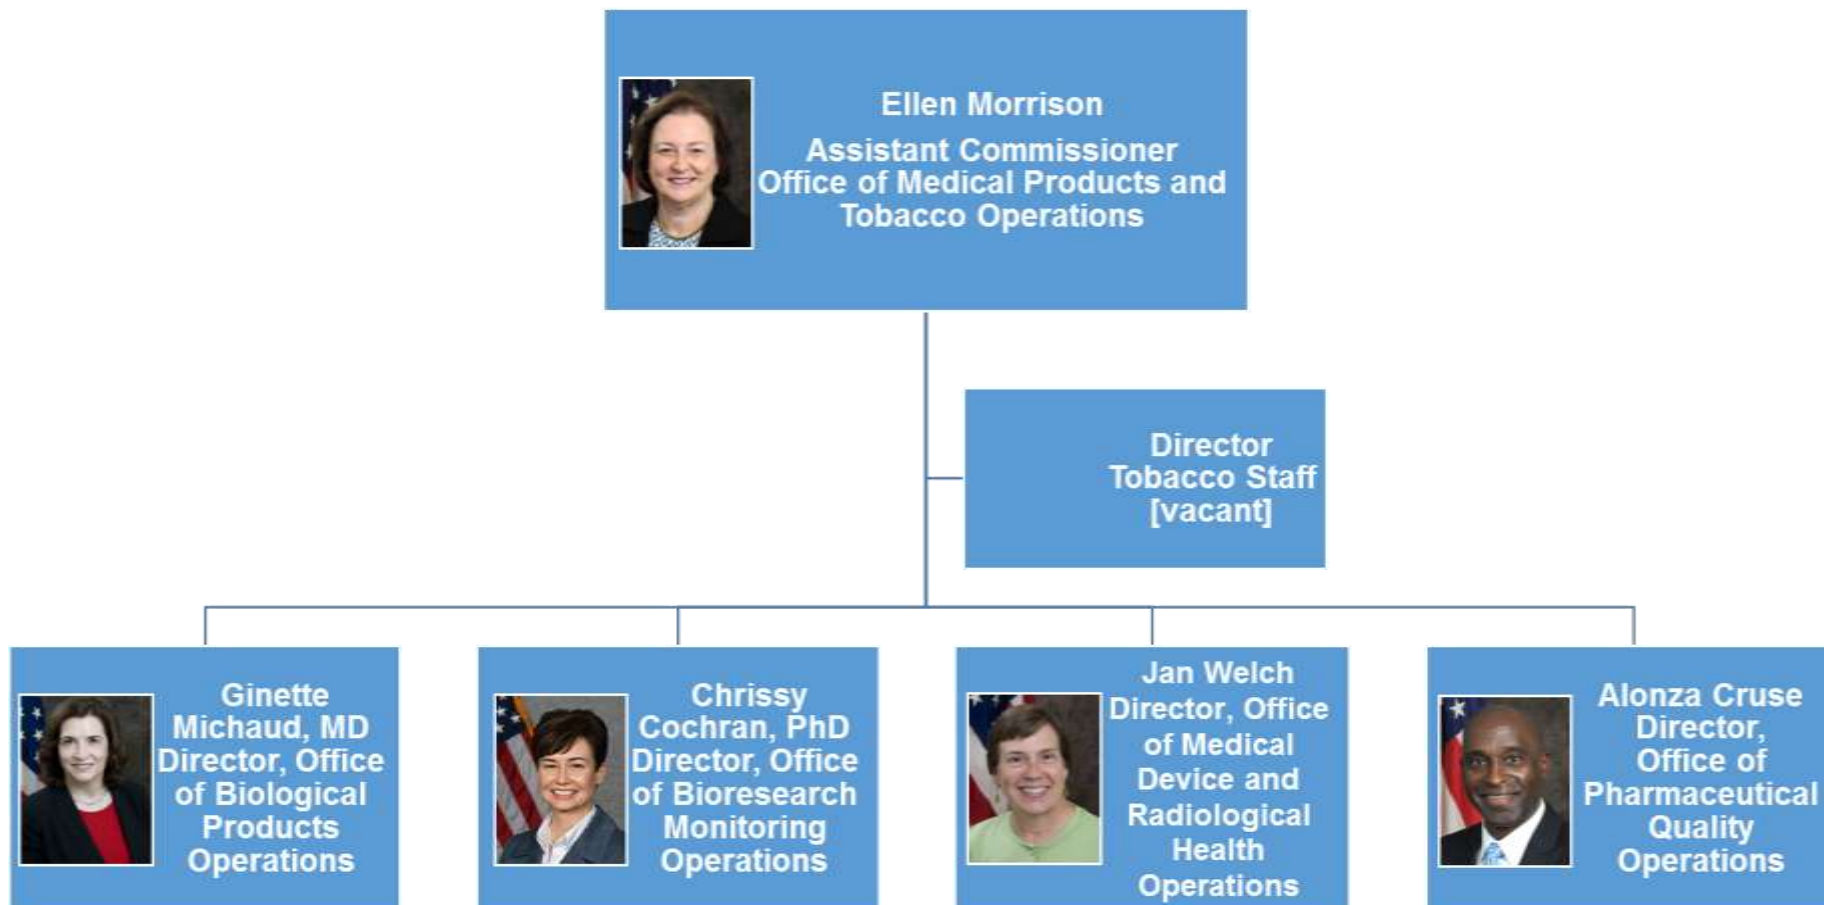 Ellen Morrison
Assistant Commissioner
Office of Medical Products and
Tobacco Operations
Director
Tobacco Staff
[vacant]
Ginette
Michaud, MD
Director, Office
of Biological
Products
Operations
Chrissy
Cochran, PhD
Director, Office
of Bioresearch
Monitoring
Operations
Jan Welch
Director, Office
of Medical
Device and
Radiological
Health
Operations
Alonza Cruse
Director,
Office of
Pharmaceutical
Quality
Operations